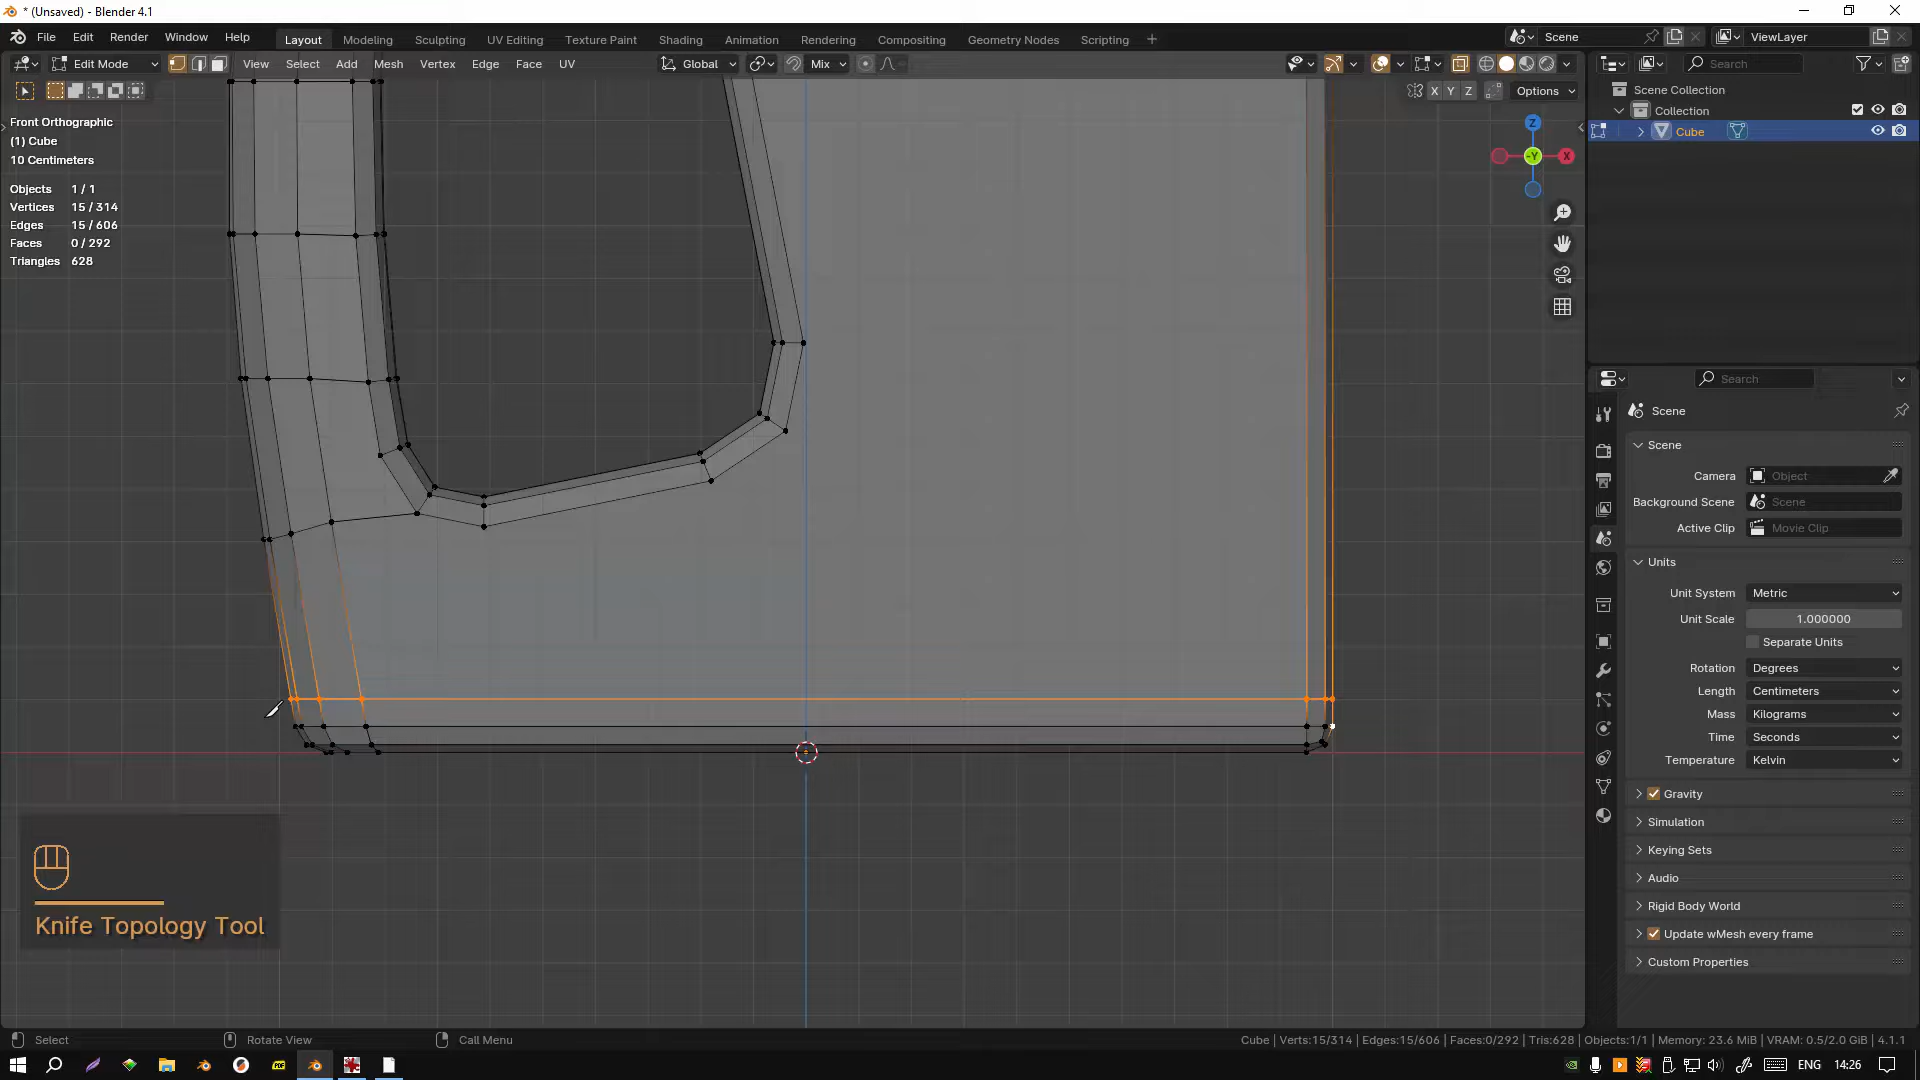 * (Unsaved) - Blender 4.1
File Edit Render Window Help Layout Modeling Sculpting UV Editing Texture Paint Shading Animation Rendering Compositing Geometry Nodes Scripting + Scene ViewLayer
Edit Mode View Select Add Mesh Vertex Edge Face UV Global Mix Search
X Y Z Options
Front Orthographic
(1) Cube
10 Centimeters
Objects 1 / 1
Vertices 15 / 314
Edges 15 / 606
Faces 0 / 292
Triangles 628
Z
-Y X
Scene Collection
Collection
Cube
Search
Scene
Scene
Camera Object
Background Scene Scene
Active Clip Movie Clip
Units
Unit System Metric
Unit Scale 1.000000
Separate Units
Rotation Degrees
Length Centimeters
Mass Kilograms
Time Seconds
Temperature Kelvin
Gravity
Simulation
Keying Sets
Audio
Rigid Body World
Update wMesh every frame
Custom Properties
Knife Topology Tool
Select Rotate View Call Menu Cube | Verts:15/314 | Edges:15/606 | Faces:0/292 | Tris:628 | Objects:1/1 | Memory: 23.6 MiB | VRAM: 0.5/2.0 GiB | 4.1.1
ENG 14:26